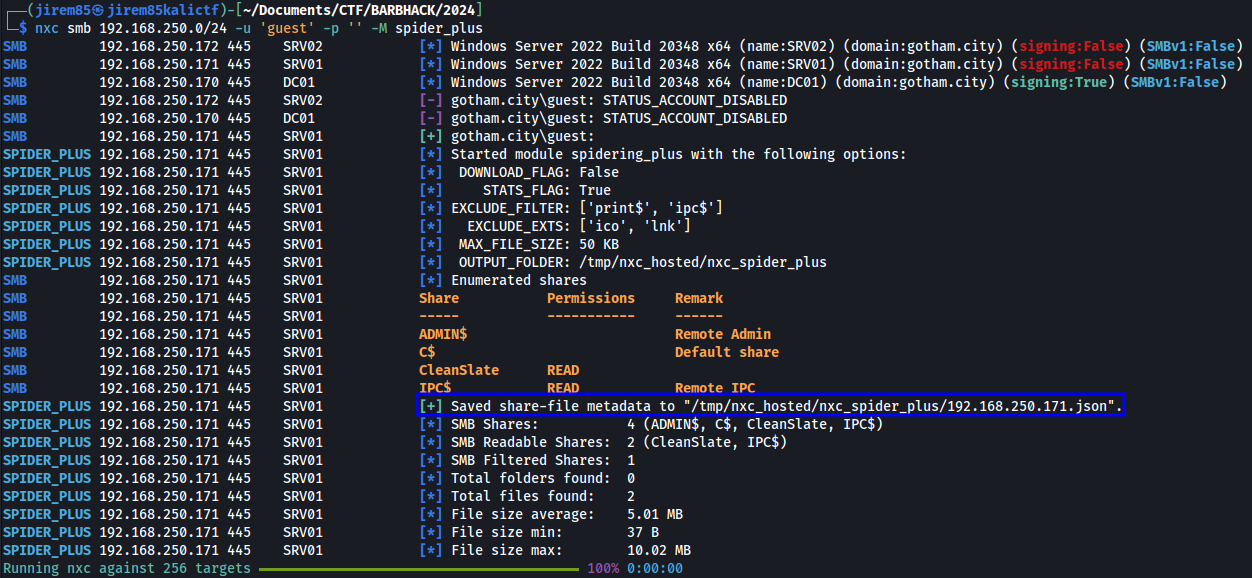 ┌──(jirem85㉿jirem85kalictf)-[~/Documents/CTF/BARBHACK/2024]
└─$ nxc smb 192.168.250.0/24 -u 'guest' -p '' -M spider_plus
SMB 192.168.250.172 445 SRV02 [*] Windows Server 2022 Build 20348 x64 (name:SRV02) (domain:gotham.city) (signing:False) (SMBv1:False)
SMB 192.168.250.171 445 SRV01 [*] Windows Server 2022 Build 20348 x64 (name:SRV01) (domain:gotham.city) (signing:False) (SMBv1:False)
SMB 192.168.250.170 445 DC01 [*] Windows Server 2022 Build 20348 x64 (name:DC01) (domain:gotham.city) (signing:True) (SMBv1:False)
SMB 192.168.250.172 445 SRV02 [-] gotham.city\guest: STATUS_ACCOUNT_DISABLED
SMB 192.168.250.170 445 DC01 [-] gotham.city\guest: STATUS_ACCOUNT_DISABLED
SMB 192.168.250.171 445 SRV01 [+] gotham.city\guest:
SPIDER_PLUS 192.168.250.171 445 SRV01 [*] Started module spidering_plus with the following options:
SPIDER_PLUS 192.168.250.171 445 SRV01 [*] DOWNLOAD_FLAG: False
SPIDER_PLUS 192.168.250.171 445 SRV01 [*] STATS_FLAG: True
SPIDER_PLUS 192.168.250.171 445 SRV01 [*] EXCLUDE_FILTER: ['print$', 'ipc$']
SPIDER_PLUS 192.168.250.171 445 SRV01 [*] EXCLUDE_EXTS: ['ico', 'lnk']
SPIDER_PLUS 192.168.250.171 445 SRV01 [*] MAX_FILE_SIZE: 50 KB
SPIDER_PLUS 192.168.250.171 445 SRV01 [*] OUTPUT_FOLDER: /tmp/nxc_hosted/nxc_spider_plus
SMB 192.168.250.171 445 SRV01 [*] Enumerated shares
SMB 192.168.250.171 445 SRV01 Share Permissions Remark
SMB 192.168.250.171 445 SRV01 ----- ----------- ------
SMB 192.168.250.171 445 SRV01 ADMIN$ Remote Admin
SMB 192.168.250.171 445 SRV01 C$ Default share
SMB 192.168.250.171 445 SRV01 CleanSlate READ
SMB 192.168.250.171 445 SRV01 IPC$ READ Remote IPC
SPIDER_PLUS 192.168.250.171 445 SRV01 [+] Saved share-file metadata to "/tmp/nxc_hosted/nxc_spider_plus/192.168.250.171.json".
SPIDER_PLUS 192.168.250.171 445 SRV01 [*] SMB Shares: 4 (ADMIN$, C$, CleanSlate, IPC$)
SPIDER_PLUS 192.168.250.171 445 SRV01 [*] SMB Readable Shares: 2 (CleanSlate, IPC$)
SPIDER_PLUS 192.168.250.171 445 SRV01 [*] SMB Filtered Shares: 1
SPIDER_PLUS 192.168.250.171 445 SRV01 [*] Total folders found: 0
SPIDER_PLUS 192.168.250.171 445 SRV01 [*] Total files found: 2
SPIDER_PLUS 192.168.250.171 445 SRV01 [*] File size average: 5.01 MB
SPIDER_PLUS 192.168.250.171 445 SRV01 [*] File size min: 37 B
SPIDER_PLUS 192.168.250.171 445 SRV01 [*] File size max: 10.02 MB
Running nxc against 256 targets 100% 0:00:00